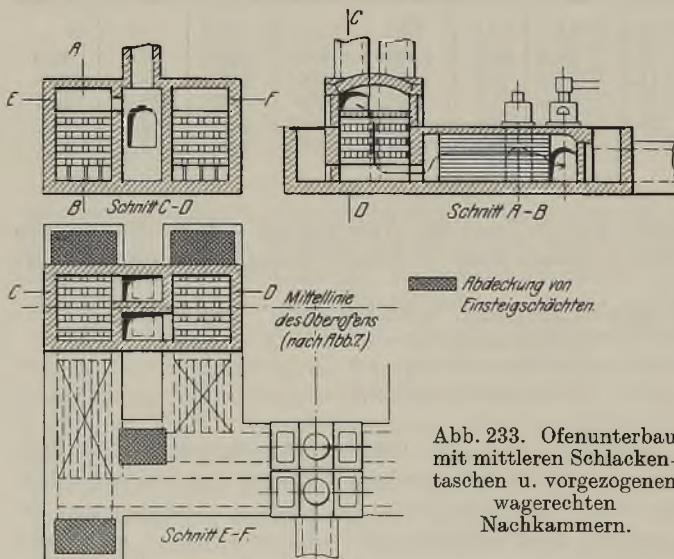 C
A
E
F
B
Schnitt C-D
D
Schnitt A-B
C
D
Mittellinie
des Oberofens
(nach Abb.7)
Abdeckung von
Einsteigschächten.
Schnitt E-F
Abb. 233. Ofenunterbau
mit mittleren Schlacken-
taschen u. vorgezogenen
wagerechten
Nachkammern.